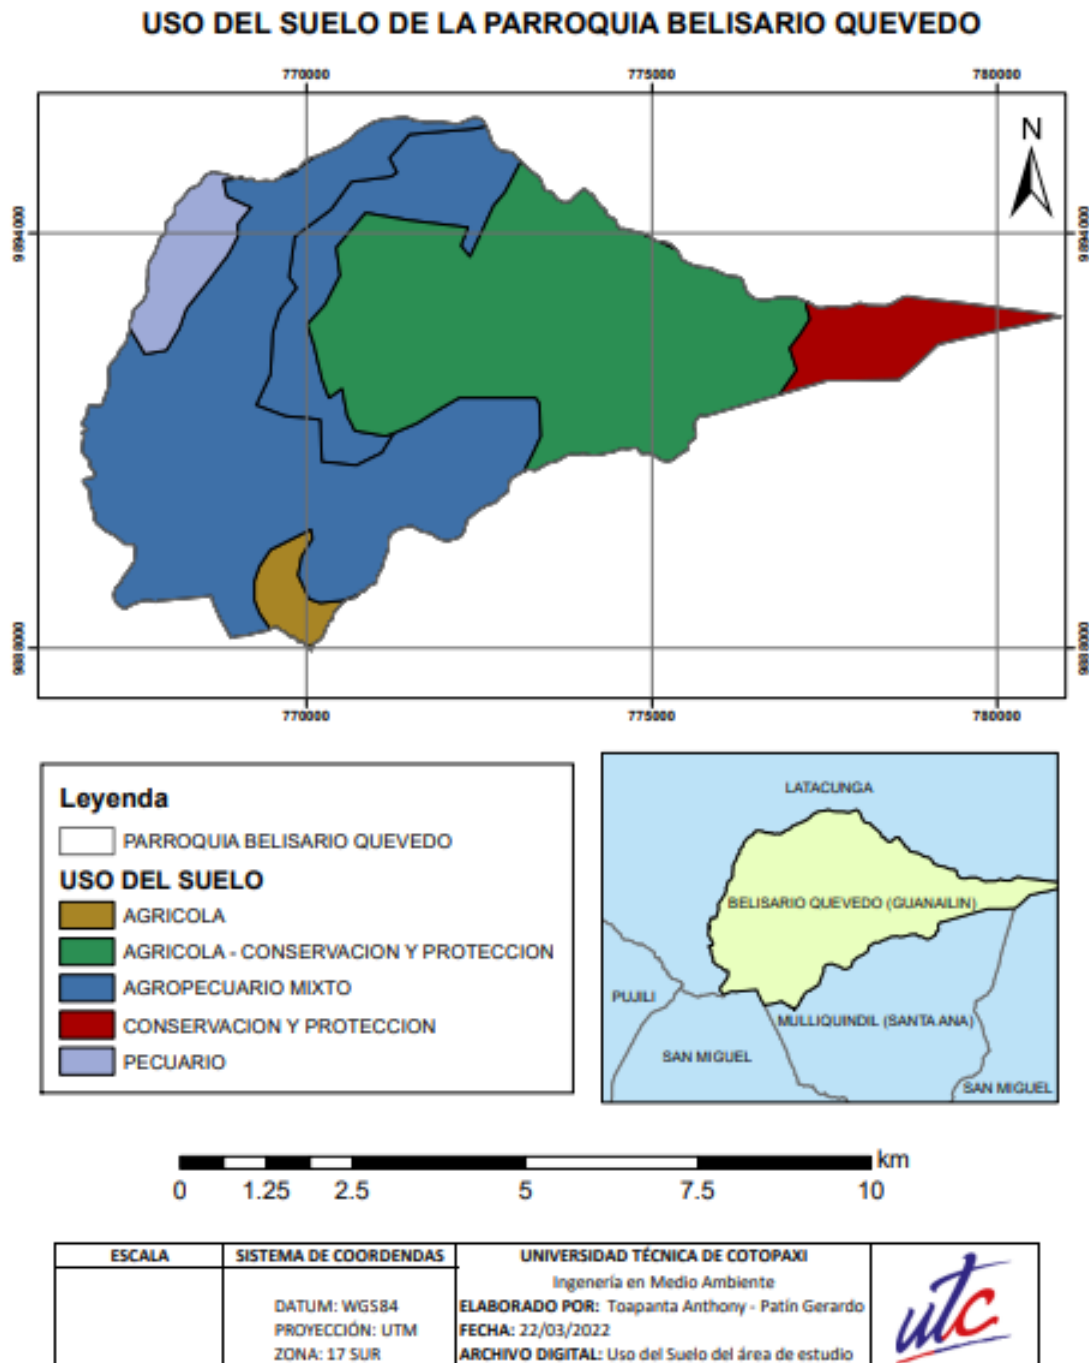 USO DEL SUELO DE LA PARROQUIA BELISARIO QUEVEDO
770000 775000 780000
N
9894000 9894000
9888000 9888000
770000 775000 780000
Leyenda
PARROQUIA BELISARIO QUEVEDO
USO DEL SUELO
AGRICOLA
AGRICOLA - CONSERVACION Y PROTECCION
AGROPECUARIO MIXTO
CONSERVACION Y PROTECCION
PECUARIO
LATACUNGA
BELISARIO QUEVEDO (GUANAILIN)
PUJILI
MULLIQUINDIL (SANTA ANA)
SAN MIGUEL
SAN MIGUEL
km
0 1.25 2.5 5 7.5 10
ESCALA
SISTEMA DE COORDENDAS
DATUM: WGS84
PROYECCIÓN: UTM
ZONA: 17 SUR
UNIVERSIDAD TÉCNICA DE COTOPAXI
Ingenería en Medio Ambiente
ELABORADO POR: Toapanta Anthony - Patín Gerardo
FECHA: 22/03/2022
ARCHIVO DIGITAL: Uso del Suelo del área de estudio
utc